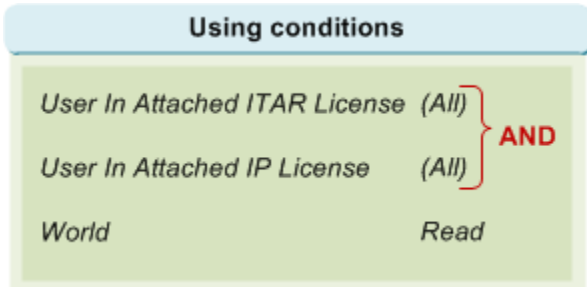 Using conditions
User In Attached ITAR License (All)
AND
User In Attached IP License (All)
World Read